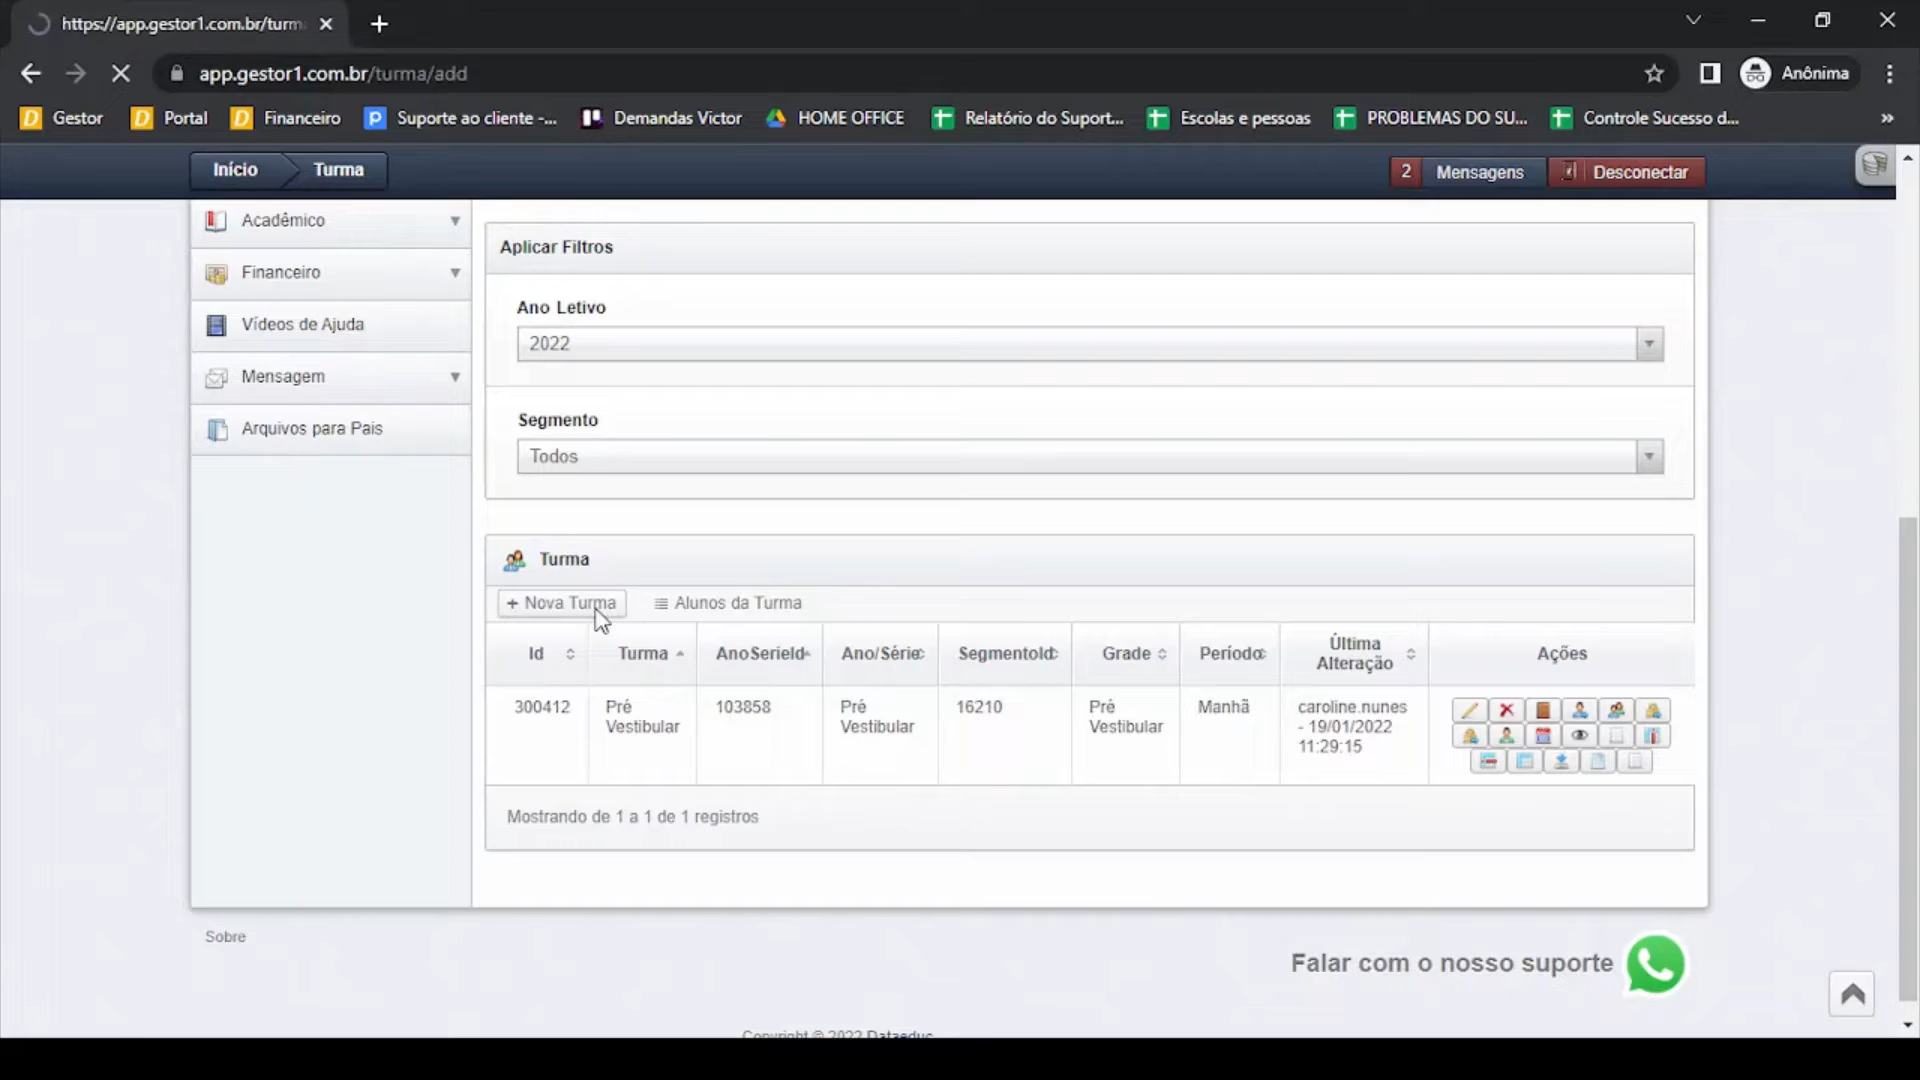 https://app.gestor1.com.br/turm
app.gestor1.com.br/turma/add
Anônima
Gestor
Portal
Financeiro
Suporte ao cliente -...
Demandas Victor
HOME OFFICE
Relatório do Suport...
Escolas e pessoas
PROBLEMAS DO SU...
Controle Sucesso d...
Início
Turma
2
Mensagens
Desconectar
Acadêmico
Financeiro
Vídeos de Ajuda
Mensagem
Arquivos para Pais
Aplicar Filtros
Ano Letivo
2022
Segmento
Todos
Turma
+ Nova Turma
Alunos da Turma
Id
Turma
AnoSerieId
Ano/Série
SegmentoId
Grade
Período
Última
Alteração
Ações
300412
Pré
Vestibular
103858
Pré
Vestibular
16210
Pré
Vestibular
Manhã
caroline.nunes
- 19/01/2022
11:29:15
Mostrando de 1 a 1 de 1 registros
Sobre
Falar com o nosso suporte
Copyright © 2022 Dataeduc